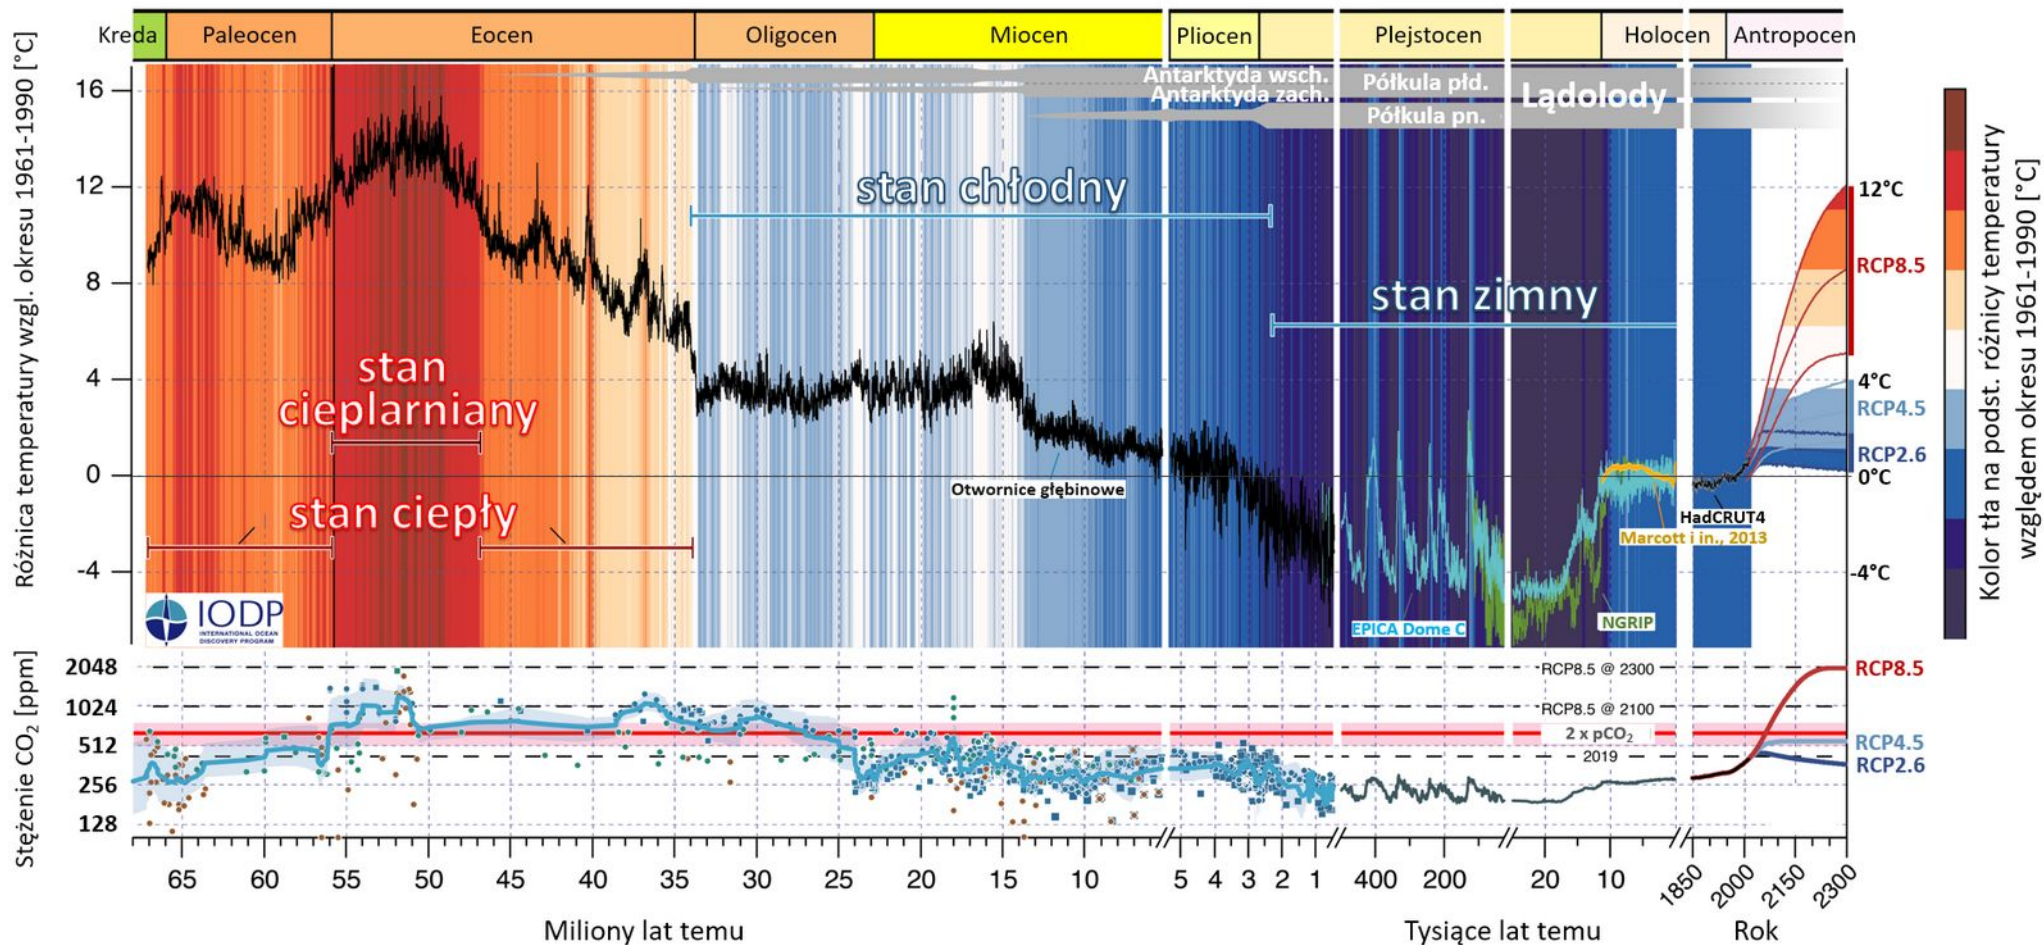 Kreda
Paleocen
Eocen
Oligocen
Miocen
Pliocen
Plejstocen
Holocen
Antropocen
Różnica temperatury wzgl. okresu 1961-1990 [°C]
16
12
8
4
0
-4
Antarktyda wsch.
Antarktyda zach.
Półkula płd.
Półkula pn.
Lądolody
stan chłodny
stan zimny
stan
cieplarniany
stan ciepły
Otwornice głębinowe
EPICA Dome C
NGRIP
HadCRUT4
Marcott i in., 2013
IODP
INTERNATIONAL OCEAN
DISCOVERY PROGRAM
12°C
RCP8.5
4°C
RCP4.5
RCP2.6
0°C
-4°C
Kolor tła na podst. różnicy temperatury
względem okresu 1961-1990 [°C]
Stężenie CO₂ [ppm]
2048
1024
512
256
128
RCP8.5 @ 2300
RCP8.5 @ 2100
2 x pCO₂
2019
RCP8.5
RCP4.5
RCP2.6
65 60 55 50 45 40 35 30 25 20 15 10 5 4 3 2 1 400 200 20 10 1850 2000 2150 2300
Miliony lat temu
Tysiące lat temu
Rok